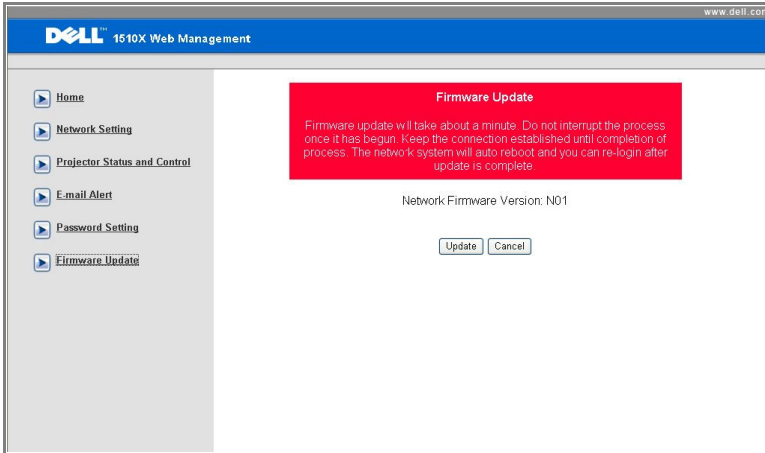 www.dell.com
DELL™ 1510X Web Management
Home
Network Setting
Projector Status and Control
E-mail Alert
Password Setting
Firmware Update
Firmware Update
Firmware update will take about a minute. Do not interrupt the process
once it has begun. Keep the connection established until completion of
process. The network system will auto reboot and you can re-login after
update is complete.
Network Firmware Version: N01
Update Cancel